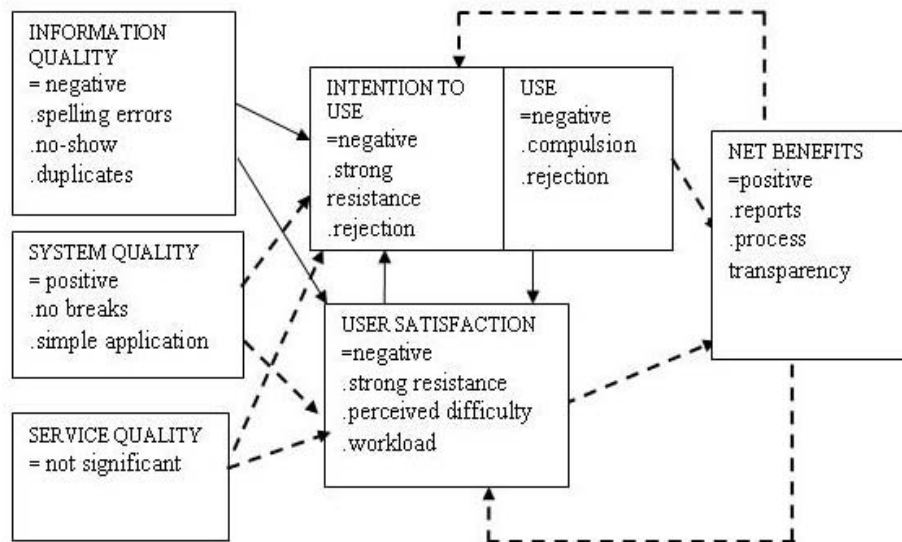 INFORMATION
QUALITY
= negative
.spelling errors
.no-show
.duplicates
SYSTEM QUALITY
= positive
.no breaks
.simple application
SERVICE QUALITY
= not significant
INTENTION TO
USE
=negative
.strong
resistance
.rejection
USE
=negative
.compulsion
.rejection
USER SATISFACTION
=negative
.strong resistance
.perceived difficulty
.workload
NET BENEFITS
=positive
.reports
.process
transparency